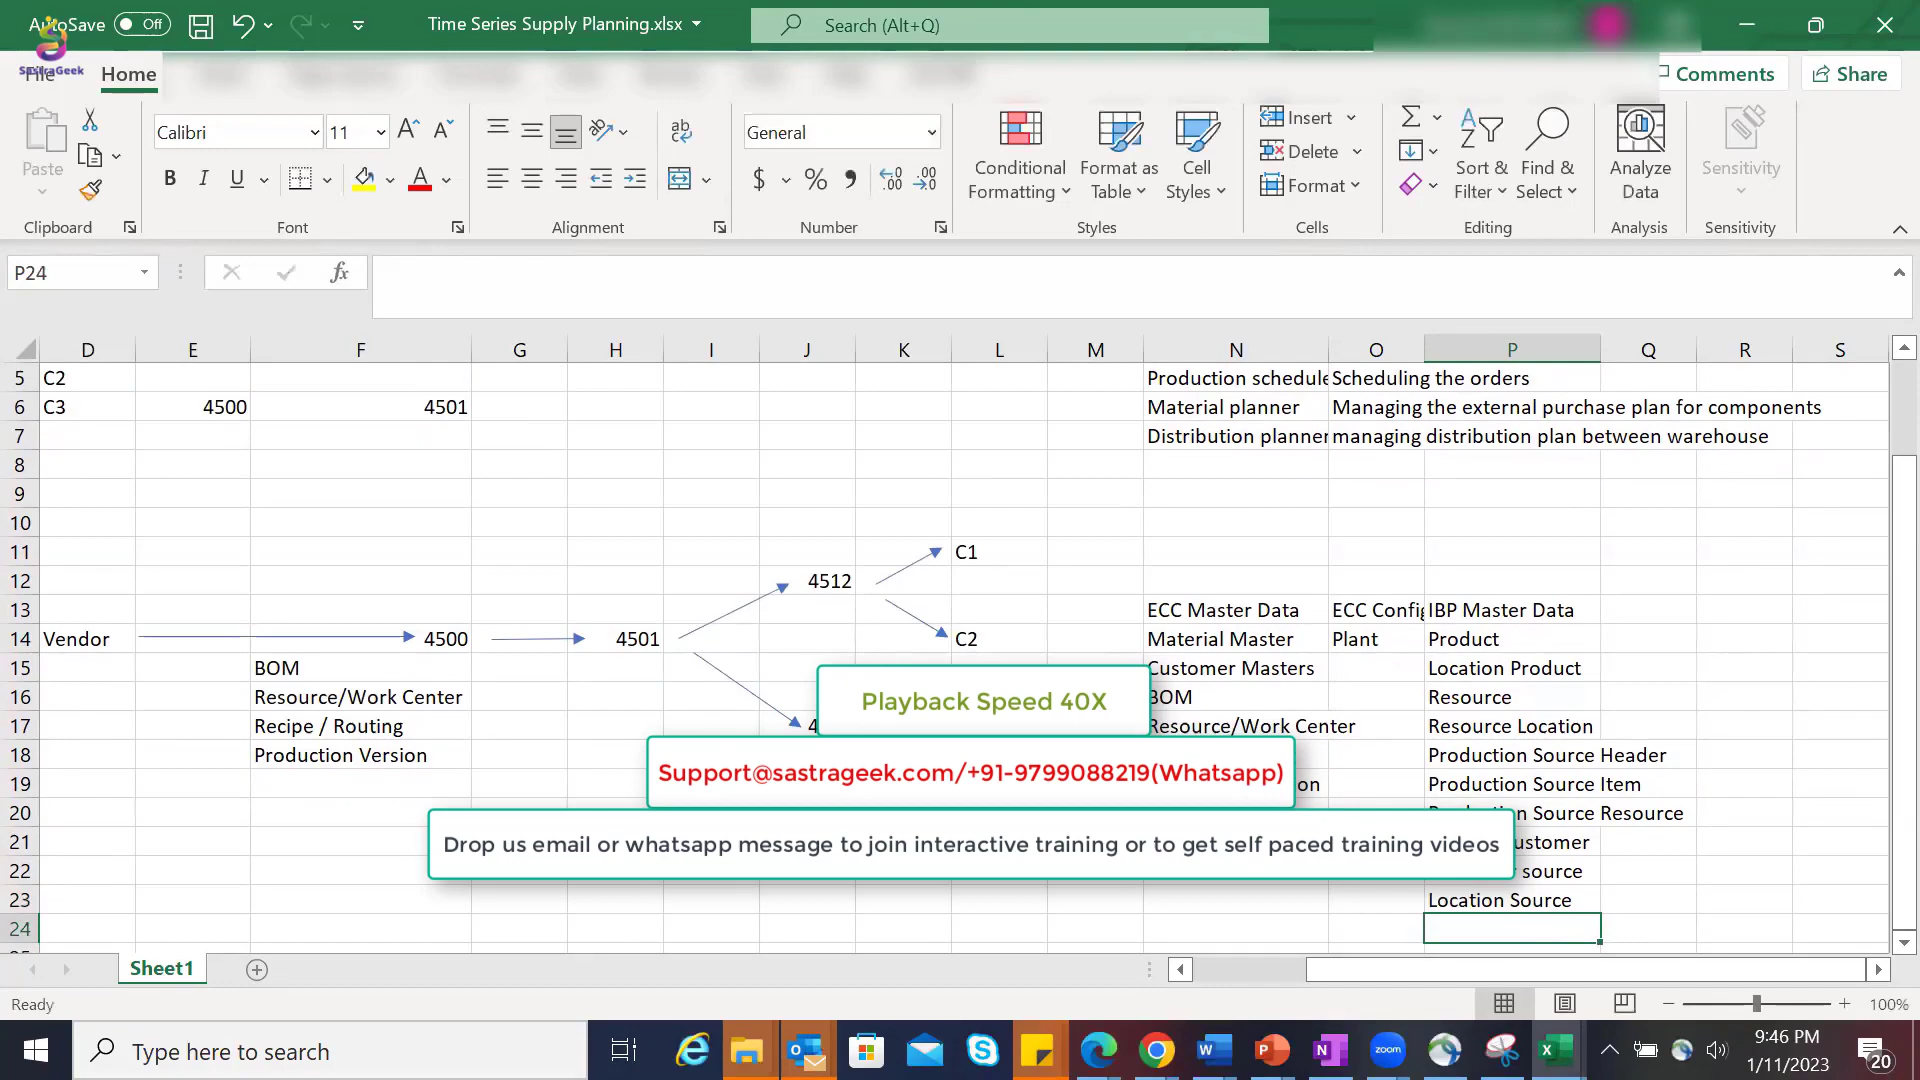 AutoSave Off
Time Series Supply Planning.xlsx
Search (Alt+Q)
SastraGeek
File Home
Comments Share
Paste
Calibri 11
General
Conditional Formatting
Format as Table
Cell Styles
Insert
Delete
Format
Sort & Filter
Find & Select
Analyze Data
Sensitivity
Clipboard Font Alignment Number Styles Cells Editing Analysis Sensitivity
P24
fx
D E F G H I J K L M N O P Q R S
5 C2 Production schedule Scheduling the orders
6 C3 4500 4501 Material planner Managing the external purchase plan for components
7 Distribution planner managing distribution plan between warehouse
8
9
10
11 C1
12 4512
13 ECC Master Data ECC Config IBP Master Data
14 Vendor 4500 4501 C2 Material Master Plant Product
15 BOM Customer Masters Location Product
16 Resource/Work Center BOM Resource
17 Recipe / Routing 4 Resource/Work Center Resource Location
18 Production Version Production Source Header
19 on Production Source Item
20 Source Resource
21 ustomer
22 source
23 Location Source
24
Playback Speed 40X
Support@sastrageek.com/+91-9799088219(Whatsapp)
Drop us email or whatsapp message to join interactive training or to get self paced training videos
Sheet1
Ready
100%
Type here to search
zoom
9:46 PM
1/11/2023
20